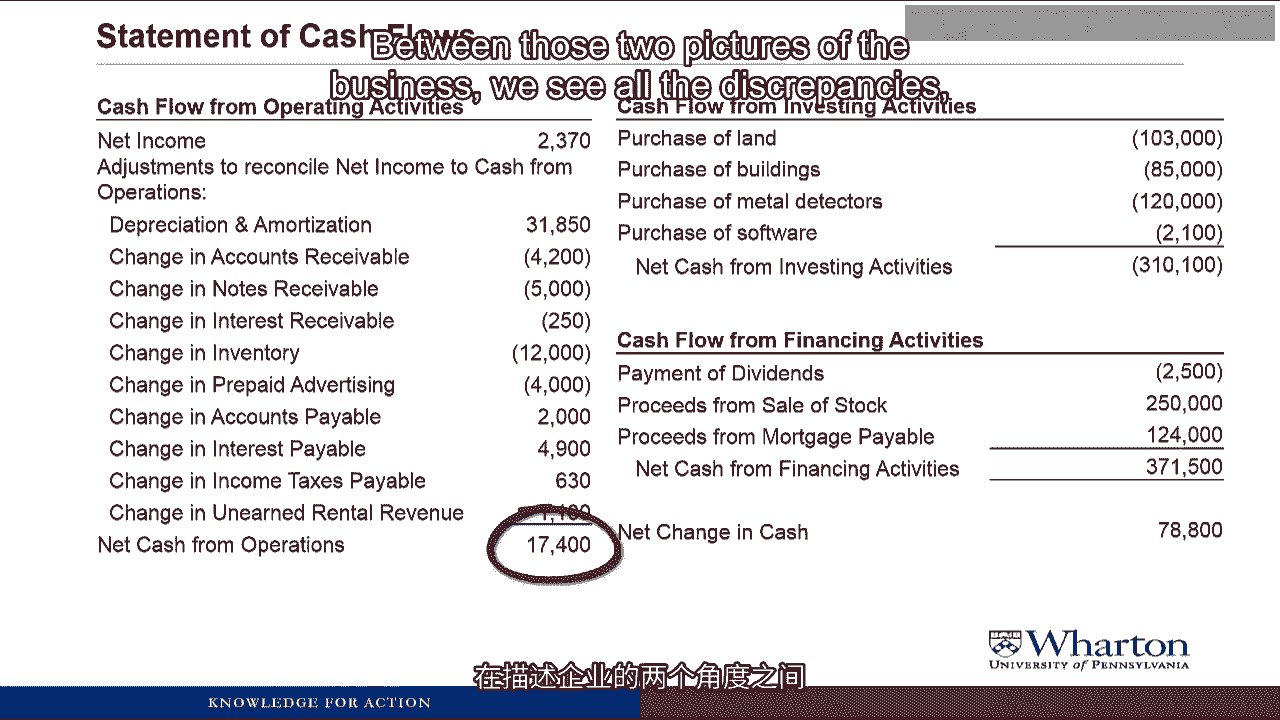 Statement of Cash Flows
Between those two pictures of the
business, we see all the discrepancies,
Cash Flow from Operating Activities
Net Income 2,370
Adjustments to reconcile Net Income to Cash from
Operations:
Depreciation & Amortization 31,850
Change in Accounts Receivable (4,200)
Change in Notes Receivable (5,000)
Change in Interest Receivable (250)
Change in Inventory (12,000)
Change in Prepaid Advertising (4,000)
Change in Accounts Payable 2,000
Change in Interest Payable 4,900
Change in Income Taxes Payable 630
Change in Unearned Rental Revenue 1,100
Net Cash from Operations 17,400
Cash Flow from Investing Activities
Purchase of land (103,000)
Purchase of buildings (85,000)
Purchase of metal detectors (120,000)
Purchase of software (2,100)
Net Cash from Investing Activities (310,100)
Cash Flow from Financing Activities
Payment of Dividends (2,500)
Proceeds from Sale of Stock 250,000
Proceeds from Mortgage Payable 124,000
Net Cash from Financing Activities 371,500
Net Change in Cash 78,800
Wharton
UNIVERSITY of PENNSYLVANIA
在描述企业的两个角度之间
KNOWLEDGE FOR ACTION